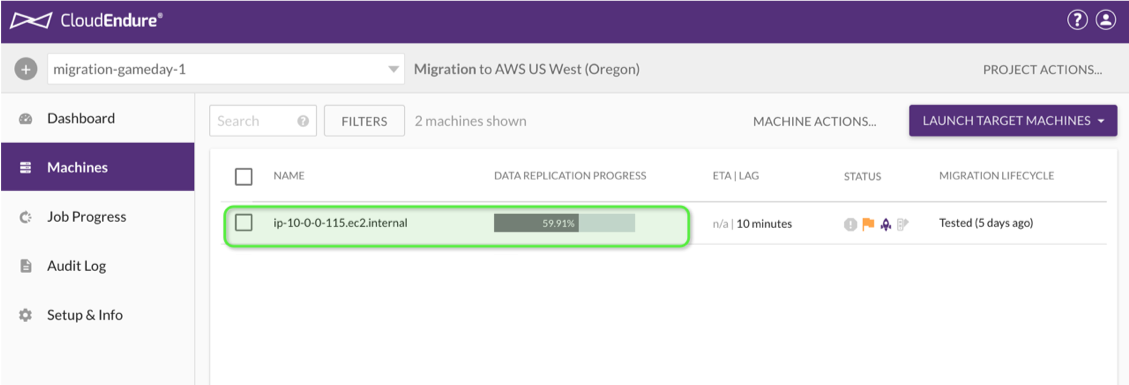 CloudEndure®
?
+
migration-gameday-1
Migration to AWS US West (Oregon)
PROJECT ACTIONS...
Dashboard
Machines
Job Progress
Audit Log
Setup & Info
Search ?
FILTERS
2 machines shown
MACHINE ACTIONS...
LAUNCH TARGET MACHINES
NAME DATA REPLICATION PROGRESS ETA | LAG STATUS MIGRATION LIFECYCLE
ip-10-0-0-115.ec2.internal 59.91% n/a | 10 minutes Tested (5 days ago)